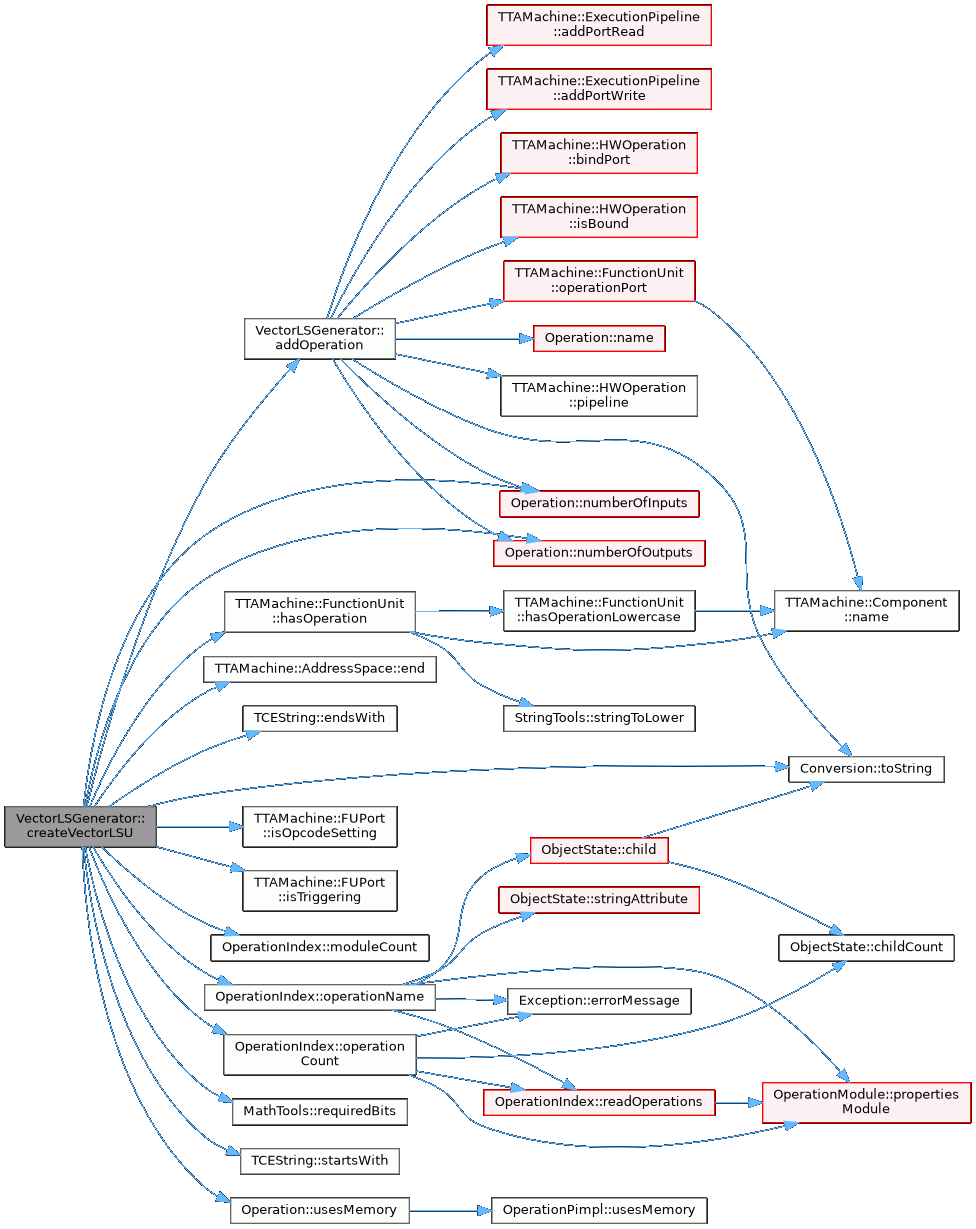 TTAMachine::ExecutionPipeline
::addPortRead
TTAMachine::ExecutionPipeline
::addPortWrite
TTAMachine::HWOperation
::bindPort
TTAMachine::HWOperation
::isBound
TTAMachine::FunctionUnit
::operationPort
VectorLSGenerator::
addOperation
Operation::name
TTAMachine::HWOperation
::pipeline
Operation::numberOfInputs
Operation::numberOfOutputs
TTAMachine::FunctionUnit
::hasOperation
TTAMachine::FunctionUnit
::hasOperationLowercase
TTAMachine::Component
::name
TTAMachine::AddressSpace::end
TCEString::endsWith
StringTools::stringToLower
Conversion::toString
VectorLSGenerator::
createVectorLSU
TTAMachine::FUPort
::isOpcodeSetting
TTAMachine::FUPort
::isTriggering
ObjectState::child
ObjectState::stringAttribute
OperationIndex::moduleCount
ObjectState::childCount
OperationIndex::operationName
Exception::errorMessage
OperationIndex::operation
Count
OperationIndex::readOperations
OperationModule::properties
Module
MathTools::requiredBits
TCEString::startsWith
Operation::usesMemory
OperationPimpl::usesMemory